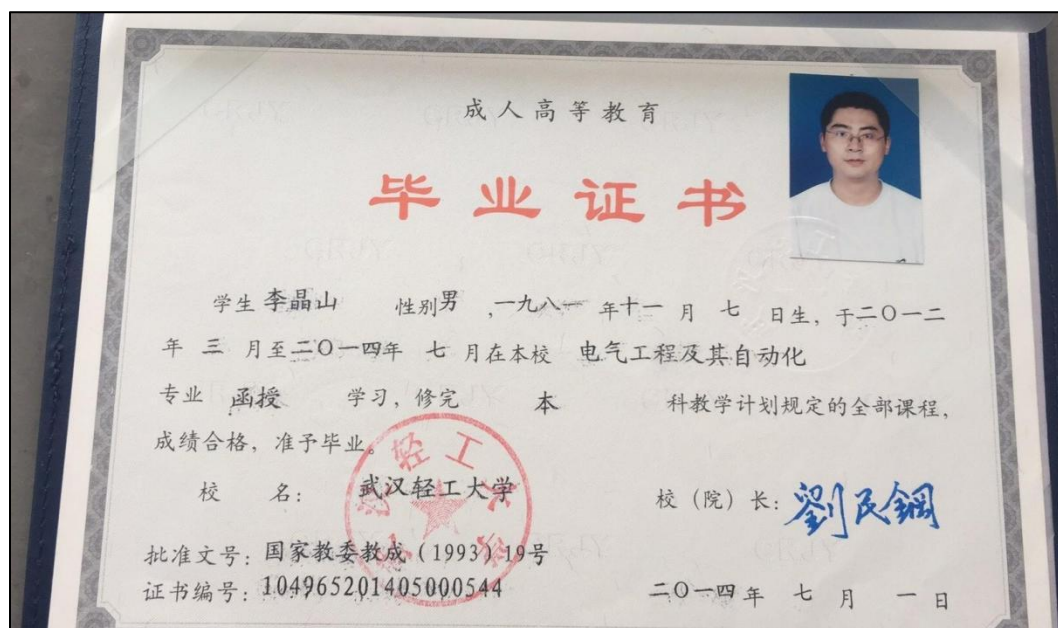 成人高等教育
毕业证书
学生 李晶山 性别 男 ,一九八一 年十一 月 七 日生, 于二〇一二
年 三 月至二〇一四年 七 月在本校 电气工程及其自动化
专业 函授 学习, 修完 本 科教学计划规定的全部课程,
成绩合格, 准予毕业。
校 名: 武汉轻工大学 校(院)长: 劉民鋼
批准文号: 国家教委教成(1993)19号
证书编号: 104965201405000544 二〇一四年 七 月 一 日